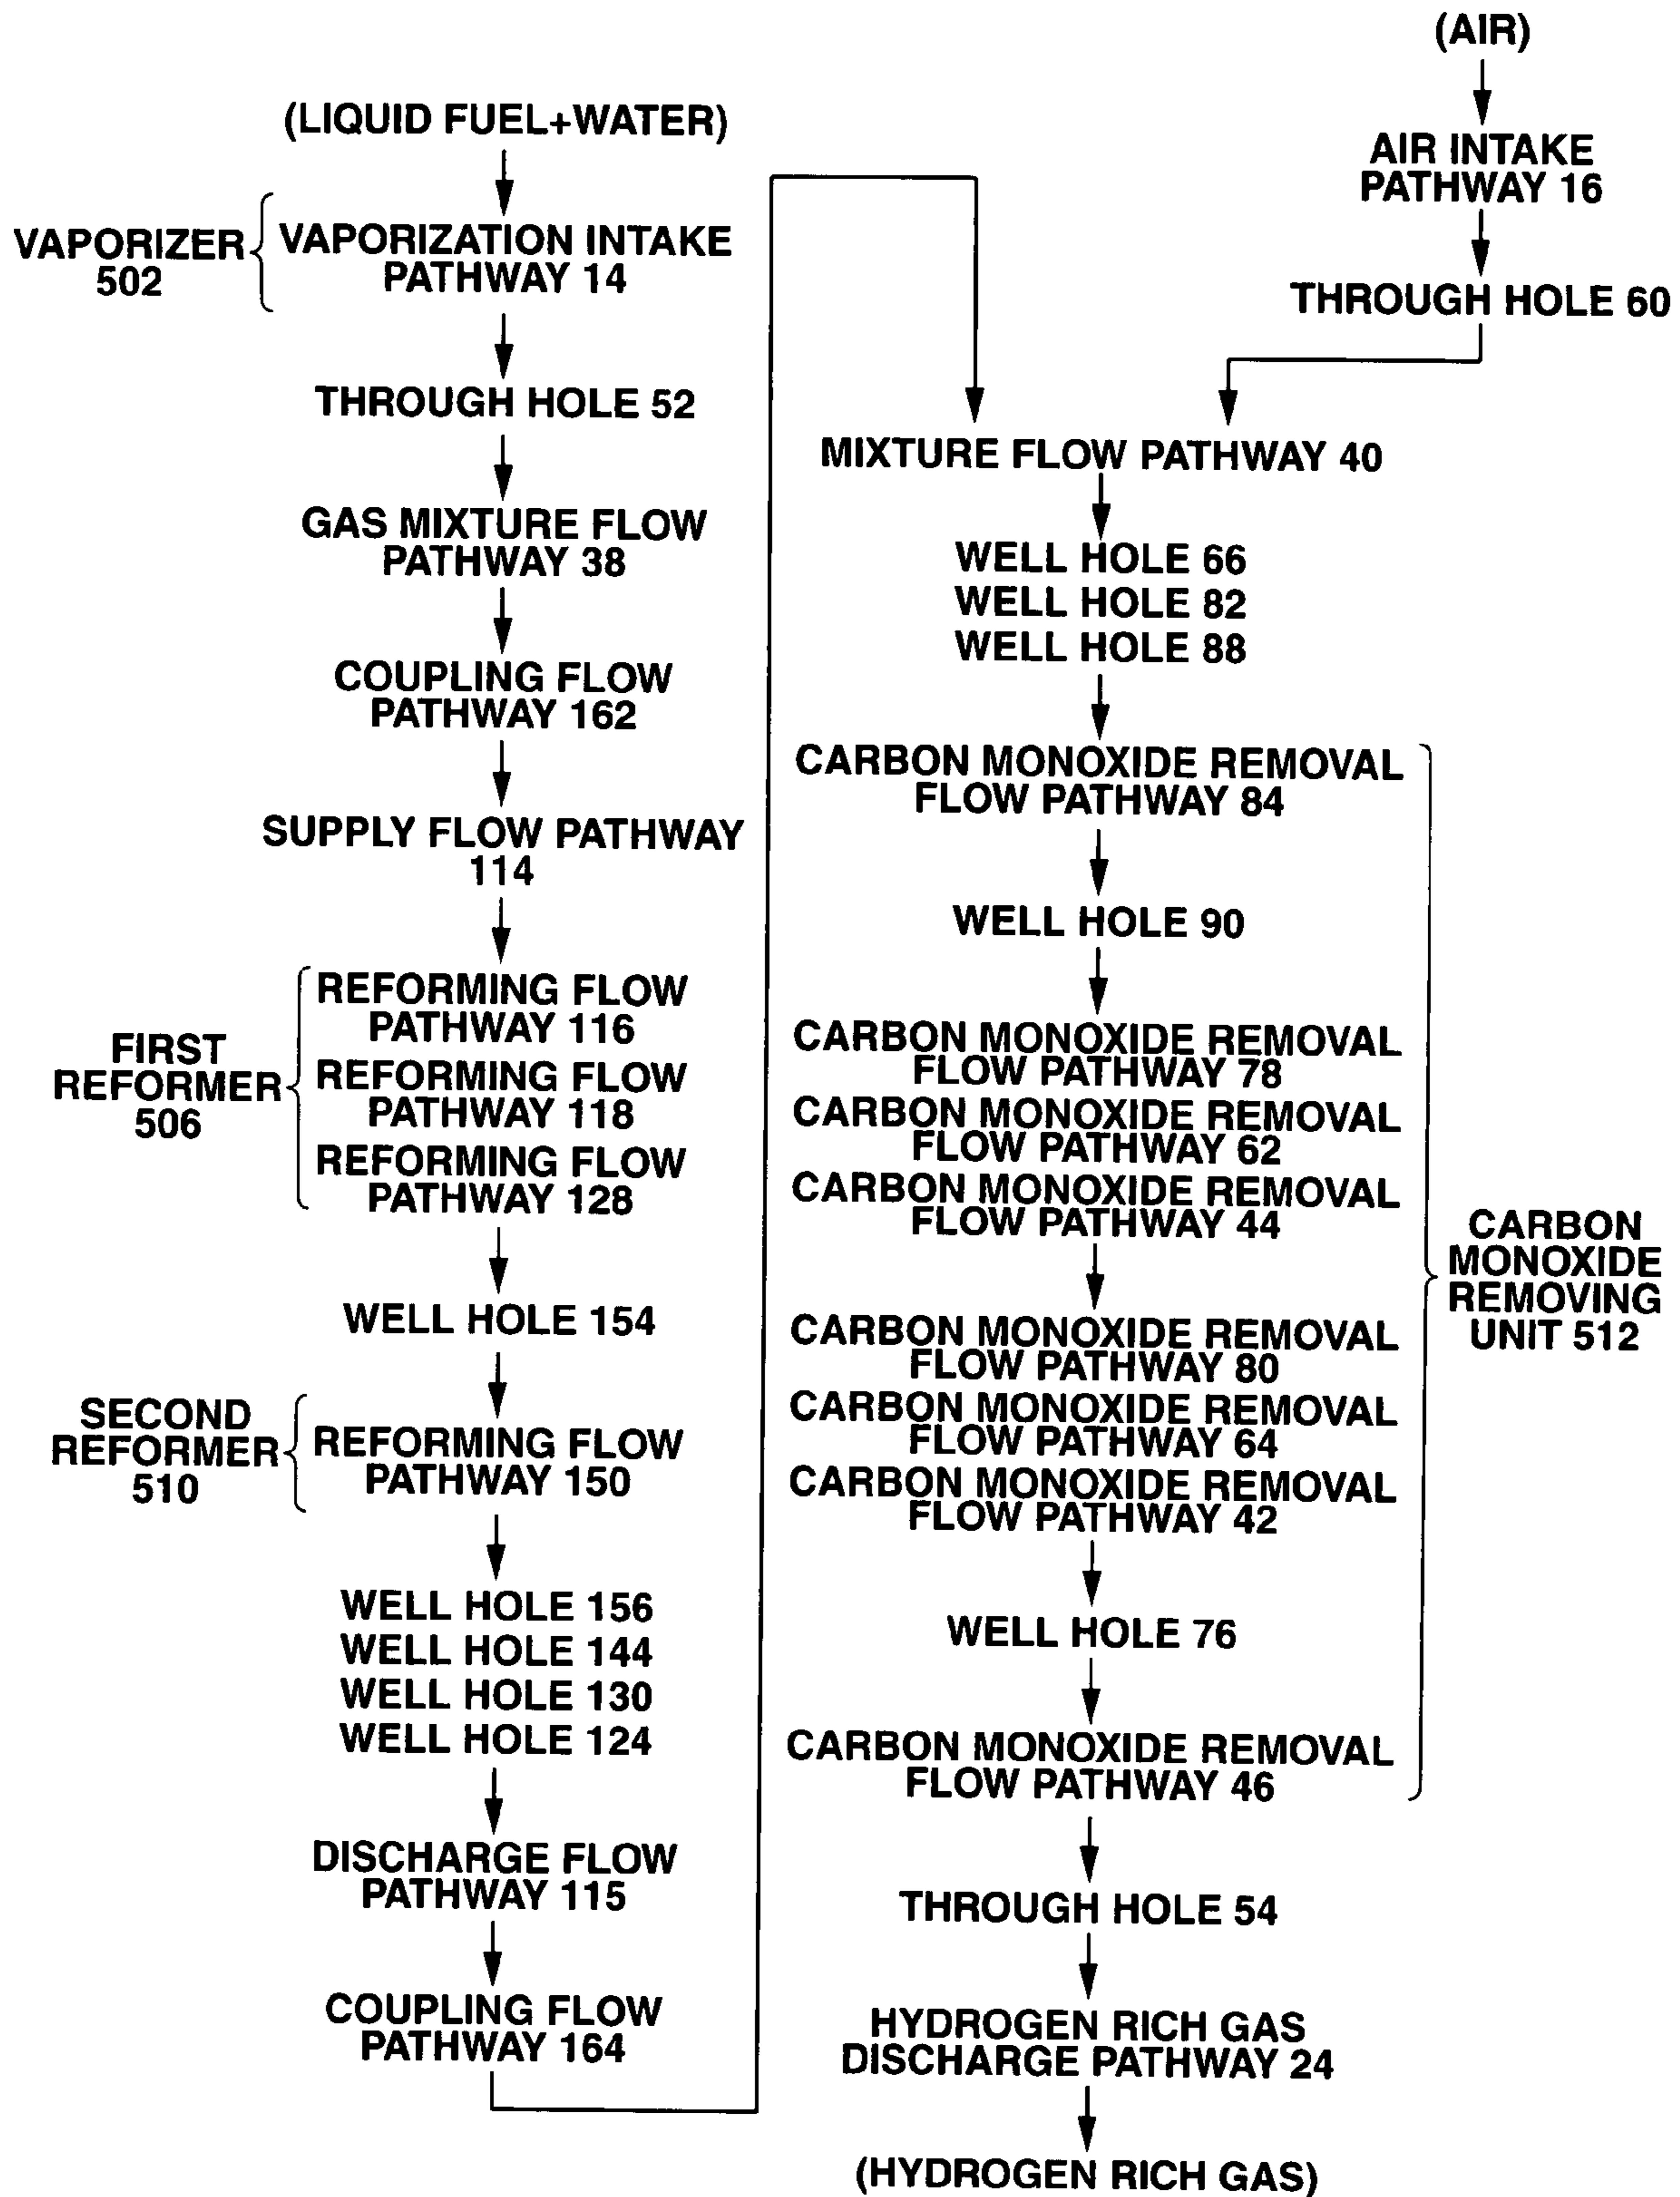 (LIQUID FUEL+WATER)
VAPORIZER
502
VAPORIZATION INTAKE
PATHWAY 14
THROUGH HOLE 52
GAS MIXTURE FLOW
PATHWAY 38
COUPLING FLOW
PATHWAY 162
SUPPLY FLOW PATHWAY
114
FIRST
REFORMER
506
REFORMING FLOW
PATHWAY 116
REFORMING FLOW
PATHWAY 118
REFORMING FLOW
PATHWAY 128
WELL HOLE 154
SECOND
REFORMER
510
REFORMING FLOW
PATHWAY 150
WELL HOLE 156
WELL HOLE 144
WELL HOLE 130
WELL HOLE 124
DISCHARGE FLOW
PATHWAY 115
COUPLING FLOW
PATHWAY 164
(AIR)
AIR INTAKE
PATHWAY 16
THROUGH HOLE 60
MIXTURE FLOW PATHWAY 40
WELL HOLE 66
WELL HOLE 82
WELL HOLE 88
CARBON MONOXIDE REMOVAL
FLOW PATHWAY 84
WELL HOLE 90
CARBON MONOXIDE REMOVAL
FLOW PATHWAY 78
CARBON MONOXIDE REMOVAL
FLOW PATHWAY 62
CARBON MONOXIDE REMOVAL
FLOW PATHWAY 44
CARBON MONOXIDE REMOVAL
FLOW PATHWAY 80
CARBON MONOXIDE REMOVAL
FLOW PATHWAY 64
CARBON MONOXIDE REMOVAL
FLOW PATHWAY 42
WELL HOLE 76
CARBON MONOXIDE REMOVAL
FLOW PATHWAY 46
CARBON
MONOXIDE
REMOVING
UNIT 512
THROUGH HOLE 54
HYDROGEN RICH GAS
DISCHARGE PATHWAY 24
(HYDROGEN RICH GAS)